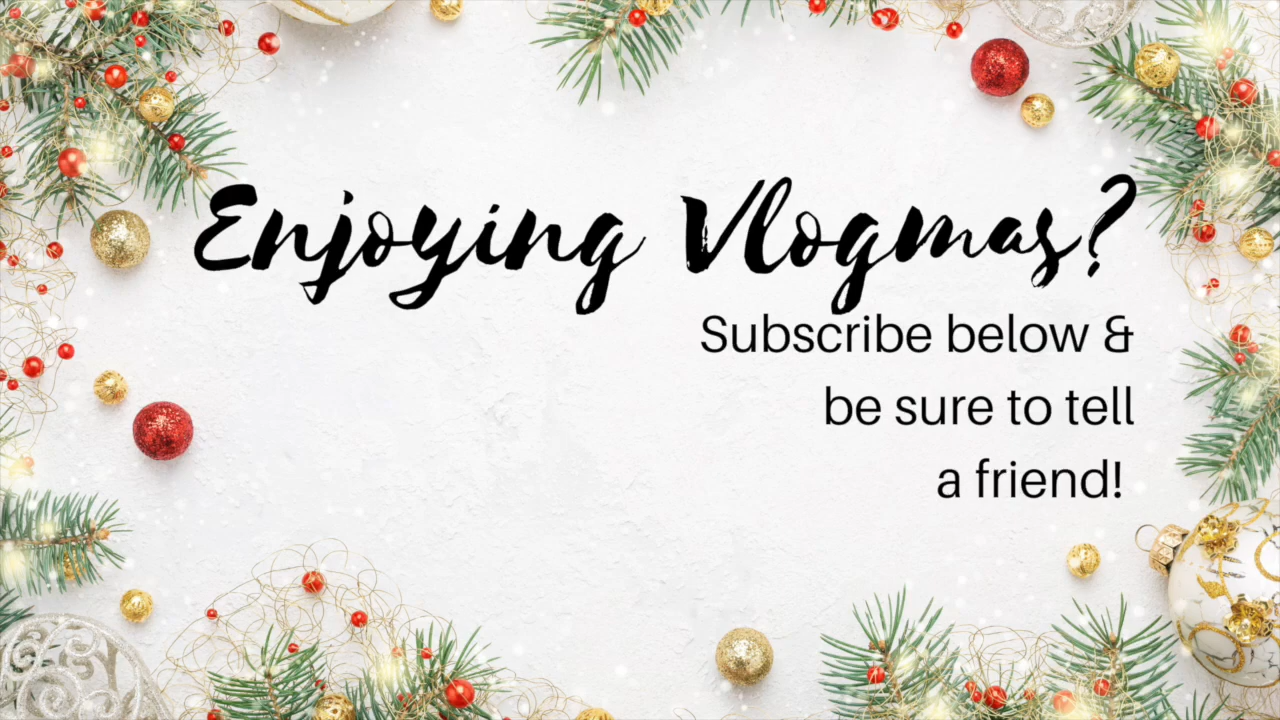 Enjoying Vlogmas?
Subscribe below &
be sure to tell
a friend!